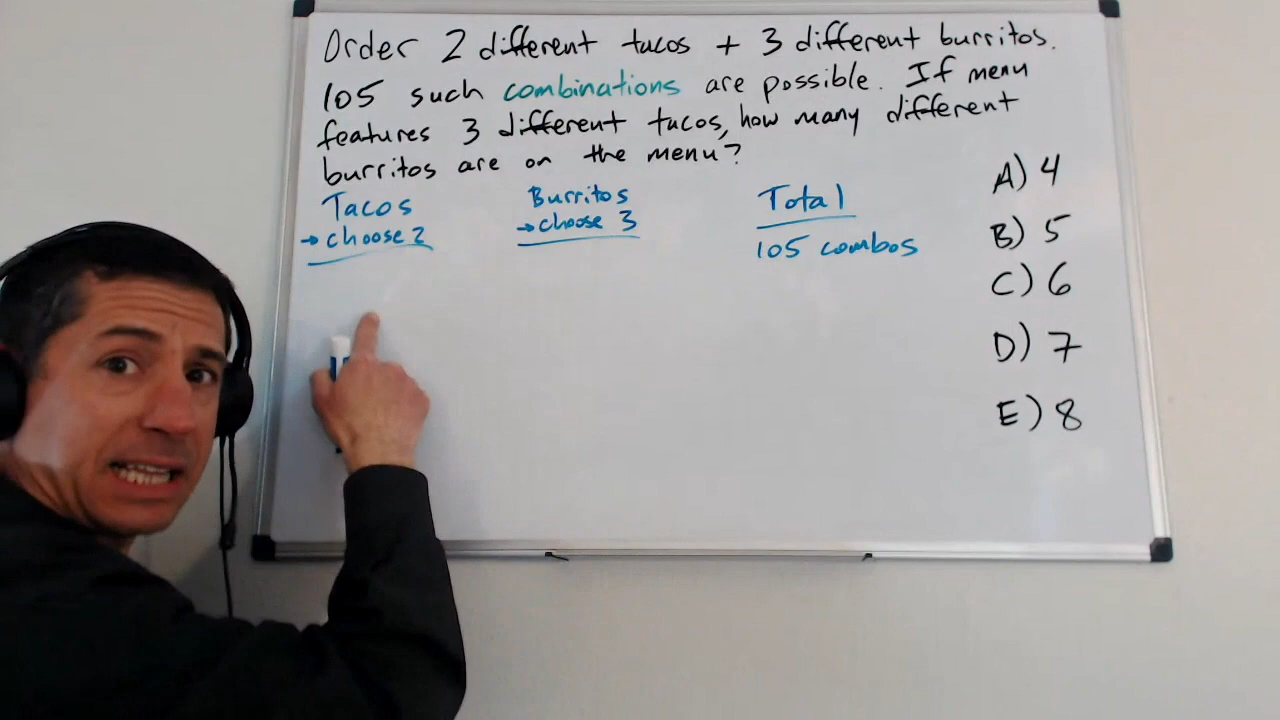 Order 2 different tacos + 3 different burritos.
105 such combinations are possible. If menu
features 3 different tacos, how many different
burritos are on the menu?
Tacos
→ choose 2
Burritos
→ choose 3
Total
105 combos
A) 4
B) 5
C) 6
D) 7
E) 8